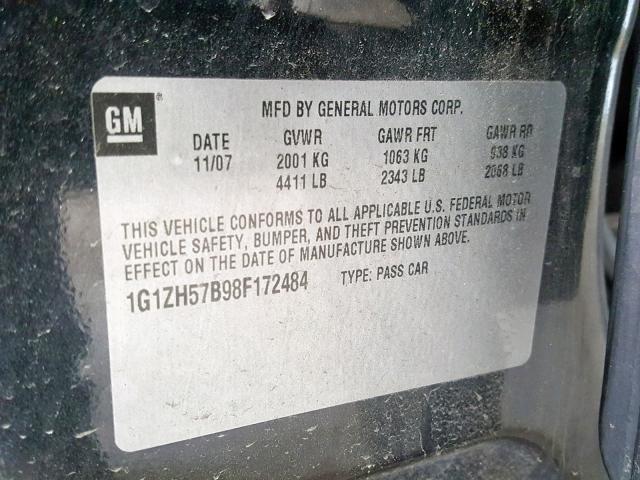 GM
MFD BY GENERAL MOTORS CORP.
DATE GVWR GAWR FRT GAWR RR
11/07 2001 KG 1063 KG 938 KG
4411 LB 2343 LB 2068 LB
THIS VEHICLE CONFORMS TO ALL APPLICABLE U.S. FEDERAL MOTOR
VEHICLE SAFETY, BUMPER, AND THEFT PREVENTION STANDARDS IN
EFFECT ON THE DATE OF MANUFACTURE SHOWN ABOVE.
1G1ZH57B98F172484 TYPE: PASS CAR